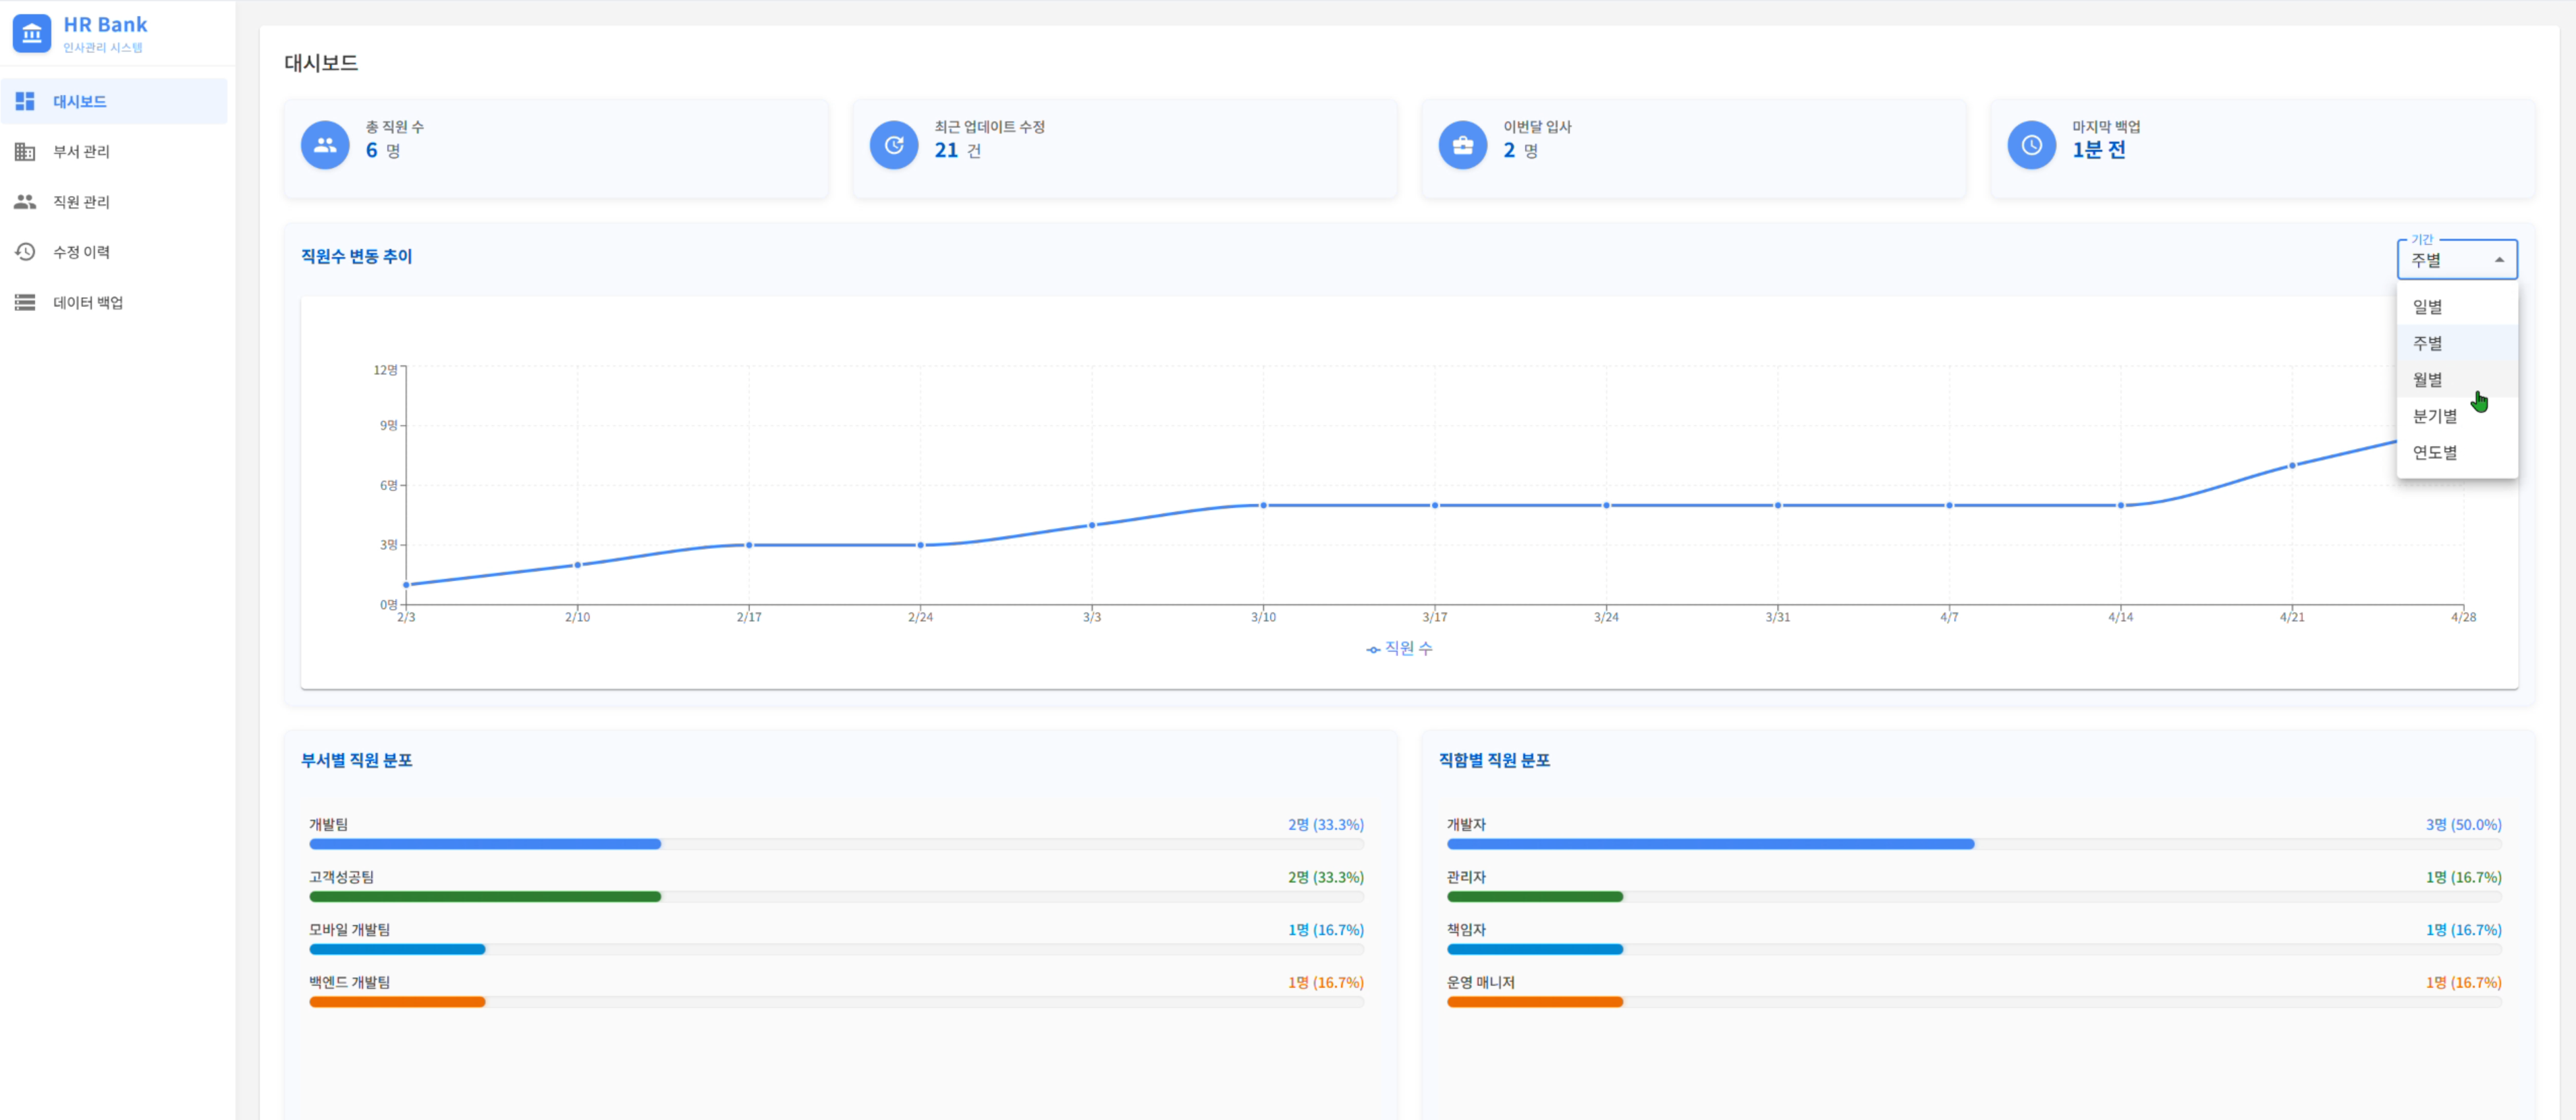 HR Bank
인사관리 시스템
대시보드
부서 관리
직원 관리
수정 이력
데이터 백업
대시보드
총 직원 수
6 명
최근 업데이트 수정
21 건
이번달 입사
2 명
마지막 백업
1분 전
직원수 변동 추이
기간
주별
일별
주별
월별
분기별
연도별
12명
9명
6명
3명
0명
2/3 2/10 2/17 2/24 3/3 3/10 3/17 3/24 3/31 4/7 4/14 4/21 4/28
직원 수
부서별 직원 분포
개발팀 2명 (33.3%)
고객성공팀 2명 (33.3%)
모바일 개발팀 1명 (16.7%)
백엔드 개발팀 1명 (16.7%)
직함별 직원 분포
개발자 3명 (50.0%)
관리자 1명 (16.7%)
책임자 1명 (16.7%)
운영 매니저 1명 (16.7%)